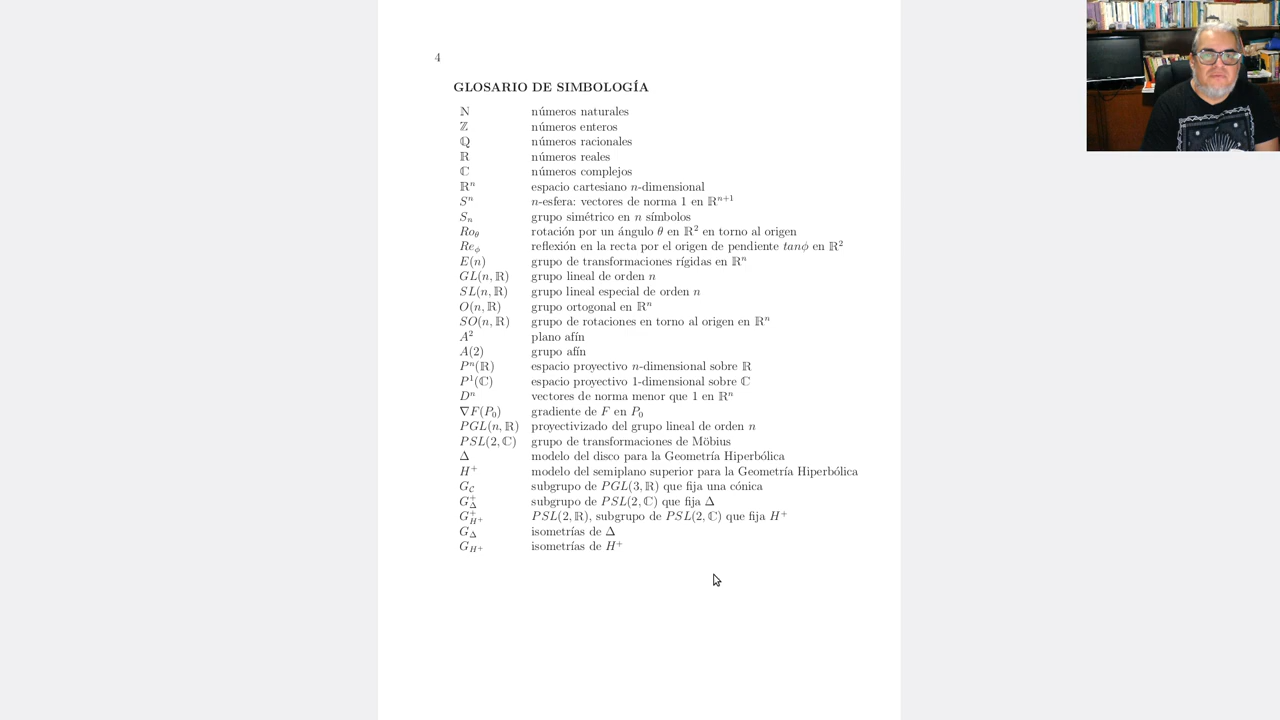 4
GLOSARIO DE SIMBOLOGÍA
ℕ números naturales
ℤ números enteros
ℚ números racionales
ℝ números reales
ℂ números complejos
ℝⁿ espacio cartesiano n-dimensional
Sⁿ n-esfera: vectores de norma 1 en ℝⁿ⁺¹
Sₙ grupo simétrico en n símbolos
Ro_θ rotación por un ángulo θ en ℝ² en torno al origen
Re_ϕ reflexión en la recta por el origen de pendiente tanϕ en ℝ²
E(n) grupo de transformaciones rígidas en ℝⁿ
GL(n, ℝ) grupo lineal de orden n
SL(n, ℝ) grupo lineal especial de orden n
O(n, ℝ) grupo ortogonal en ℝⁿ
SO(n, ℝ) grupo de rotaciones en torno al origen en ℝⁿ
A² plano afín
A(2) grupo afín
Pⁿ(ℝ) espacio proyectivo n-dimensional sobre ℝ
P¹(ℂ) espacio proyectivo 1-dimensional sobre ℂ
Dⁿ vectores de norma menor que 1 en ℝⁿ
∇F(P₀) gradiente de F en P₀
PGL(n, ℝ) proyectivizado del grupo lineal de orden n
PSL(2, ℂ) grupo de transformaciones de Möbius
Δ modelo del disco para la Geometría Hiperbólica
H⁺ modelo del semiplano superior para la Geometría Hiperbólica
G_𝒞 subgrupo de PGL(3, ℝ) que fija una cónica
G_Δ⁺ subgrupo de PSL(2, ℂ) que fija Δ
G_H⁺⁺ PSL(2, ℝ), subgrupo de PSL(2, ℂ) que fija H⁺
G_Δ isometrías de Δ
G_H⁺ isometrías de H⁺